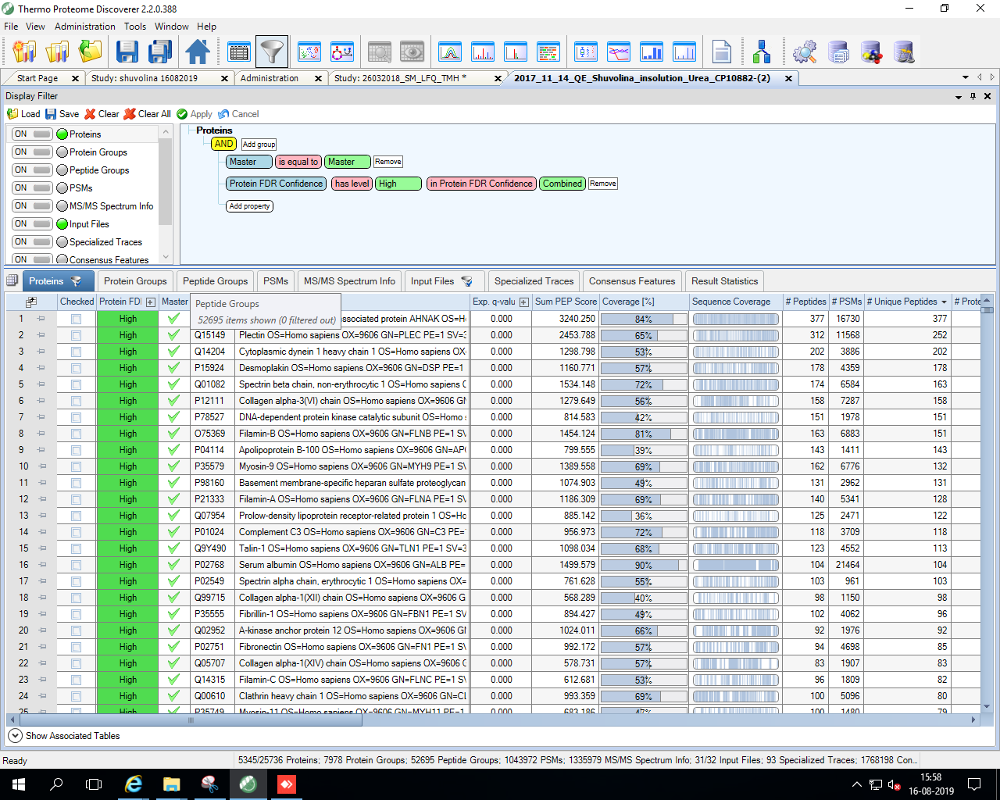 Thermo Proteome Discoverer 2.2.0.388
File View Administration Tools Window Help
Start Page Study: shuvolina 16082019 Administration Study: 26032018_SM_LFQ_TMH * 2017_11_14_QE_Shuvolina_insolution_Urea_CP10882-(2)
Display Filter
Load Save Clear Clear All Apply Cancel
ON Proteins
ON Protein Groups
ON Peptide Groups
ON PSMs
ON MS/MS Spectrum Info
ON Input Files
ON Specialized Traces
ON Consensus Features
Proteins
AND Add group
Master is equal to Master Remove
Protein FDR Confidence has level High in Protein FDR Confidence Combined Remove
Add property
Proteins Protein Groups Peptide Groups PSMs MS/MS Spectrum Info Input Files Specialized Traces Consensus Features Result Statistics
Checked Protein FDI Master Exp. q-valu Sum PEP Score Coverage [%] Sequence Coverage # Peptides # PSMs # Unique Peptides # Prote
Peptide Groups
52695 items shown (0 filtered out)
1 High associated protein AHNAK OS=H 0.000 3240.250 84% 377 16730 377
2 High Q15149 Plectin OS=Homo sapiens OX=9606 GN=PLEC PE=1 SV=3 0.000 2453.788 65% 312 11568 252
3 High Q14204 Cytoplasmic dynein 1 heavy chain 1 OS=Homo sapiens OX 0.000 1298.798 53% 202 3886 202
4 High P15924 Desmoplakin OS=Homo sapiens OX=9606 GN=DSP PE=1 0.000 1160.771 57% 178 4359 178
5 High Q01082 Spectrin beta chain, non-erythrocytic 1 OS=Homo sapiens 0.000 1534.148 72% 174 6584 163
6 High P12111 Collagen alpha-3(VI) chain OS=Homo sapiens OX=9606 GN 0.000 1279.649 56% 158 7287 158
7 High P78527 DNA-dependent protein kinase catalytic subunit OS=Homo 0.000 814.583 42% 151 1978 151
8 High O75369 Filamin-B OS=Homo sapiens OX=9606 GN=FLNB PE=1 SV 0.000 1454.124 81% 163 6883 151
9 High P04114 Apolipoprotein B-100 OS=Homo sapiens OX=9606 GN=APO 0.000 799.555 39% 143 1411 143
10 High P35579 Myosin-9 OS=Homo sapiens OX=9606 GN=MYH9 PE=1 SV 0.000 1389.558 69% 162 6776 132
11 High P98160 Basement membrane-specific heparan sulfate proteoglycan 0.000 1074.903 49% 131 2962 131
12 High P21333 Filamin-A OS=Homo sapiens OX=9606 GN=FLNA PE=1 SV 0.000 1186.309 69% 140 5341 128
13 High Q07954 Prolow-density lipoprotein receptor-related protein 1 OS=Ho 0.000 885.142 36% 125 2471 122
14 High P01024 Complement C3 OS=Homo sapiens OX=9606 GN=C3 PE= 0.000 956.973 72% 118 3709 118
15 High Q9Y490 Talin-1 OS=Homo sapiens OX=9606 GN=TLN1 PE=1 SV=3 0.000 1098.034 68% 123 4552 113
16 High P02768 Serum albumin OS=Homo sapiens OX=9606 GN=ALB PE= 0.000 1499.579 90% 104 21464 104
17 High P02549 Spectrin alpha chain, erythrocytic 1 OS=Homo sapiens OX= 0.000 761.628 55% 103 961 103
18 High Q99715 Collagen alpha-1(XII) chain OS=Homo sapiens OX=9606 G 0.000 568.289 40% 98 1150 98
19 High P35555 Fibrillin-1 OS=Homo sapiens OX=9606 GN=FBN1 PE=1 SV 0.000 894.427 49% 102 4062 96
20 High Q02952 A-kinase anchor protein 12 OS=Homo sapiens OX=9606 GN 0.000 1024.011 66% 92 1976 92
21 High P02751 Fibronectin OS=Homo sapiens OX=9606 GN=FN1 PE=1 SV 0.000 992.172 57% 94 4698 85
22 High Q05707 Collagen alpha-1(XIV) chain OS=Homo sapiens OX=9606 G 0.000 578.731 57% 83 1907 83
23 High Q14315 Filamin-C OS=Homo sapiens OX=9606 GN=FLNC PE=1 SV 0.000 612.681 53% 96 1809 82
24 High Q00610 Clathrin heavy chain 1 OS=Homo sapiens OX=9606 GN=CL 0.000 993.359 69% 100 5096 80
25 High P35749 Myosin-11 OS=Homo sapiens OX=9606 GN=MYH11 PE= 0.000 683.186 47% 100 1480 79
Show Associated Tables
Ready 5345/25736 Proteins; 7978 Protein Groups; 52695 Peptide Groups; 1043972 PSMs; 1335979 MS/MS Spectrum Info; 31/32 Input Files; 93 Specialized Traces; 1768198 Con...
15:58
16-08-2019